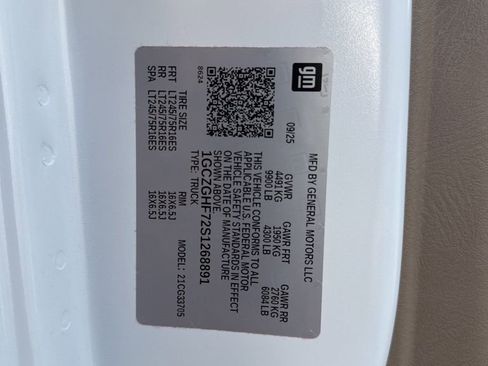 gm
MFD BY GENERAL MOTORS LLC
09/25
GVWR GAWR FRT GAWR RR
4491 KG 1950 KG 2760 KG
9900 LB 4300 LB 6084 LB
THIS VEHICLE CONFORMS TO ALL
APPLICABLE U.S. FEDERAL MOTOR
VEHICLE SAFETY STANDARDS IN EFFECT
ON THE DATE OF MANUFACTURE
SHOWN ABOVE.
1GCZGHF72S1268891
TYPE: TRUCK
MODEL: 21CG33705
8624
TIRE SIZE RIM
FRT LT245/75R16ES 16X6.5J
RR LT245/75R16ES 16X6.5J
SPA LT245/75R16ES 16X6.5J